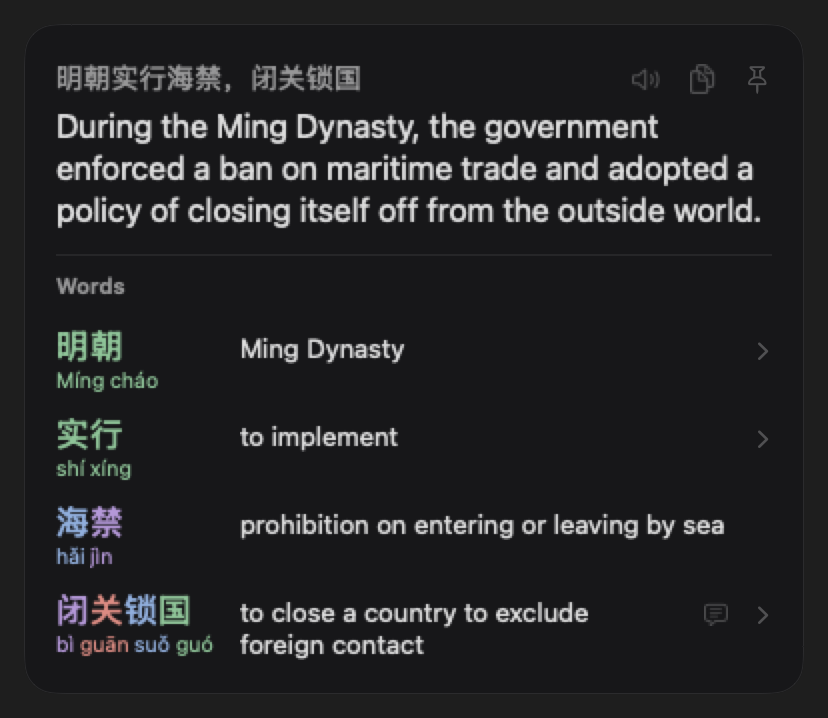 明朝实行海禁，闭关锁国
During the Ming Dynasty, the government
enforced a ban on maritime trade and adopted a
policy of closing itself off from the outside world.
Words
明朝
Míng cháo
Ming Dynasty
实行
shí xíng
to implement
海禁
hǎi jìn
prohibition on entering or leaving by sea
闭关锁国
bì guān suǒ guó
to close a country to exclude
foreign contact